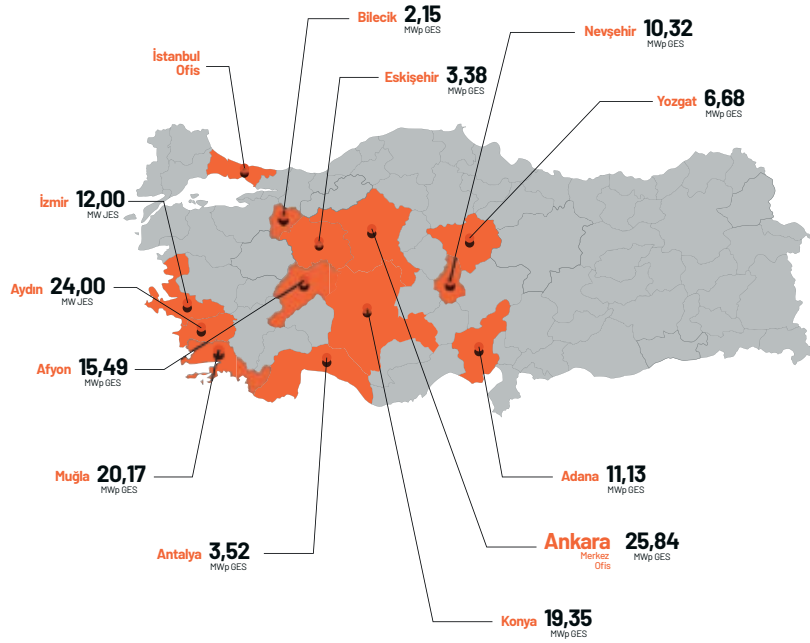 Bilecik 2,15
MWp GES
Nevşehir 10,32
MWp GES
İstanbul
Ofis
Eskişehir 3,38
MWp GES
Yozgat 6,68
MWp GES
İzmir 12,00
MW JES
Aydın 24,00
MW JES
Afyon 15,49
MWp GES
Muğla 20,17
MWp GES
Adana 11,13
MWp GES
Antalya 3,52
MWp GES
Ankara 25,84
Merkez
Ofis
MWp GES
Konya 19,35
MWp GES